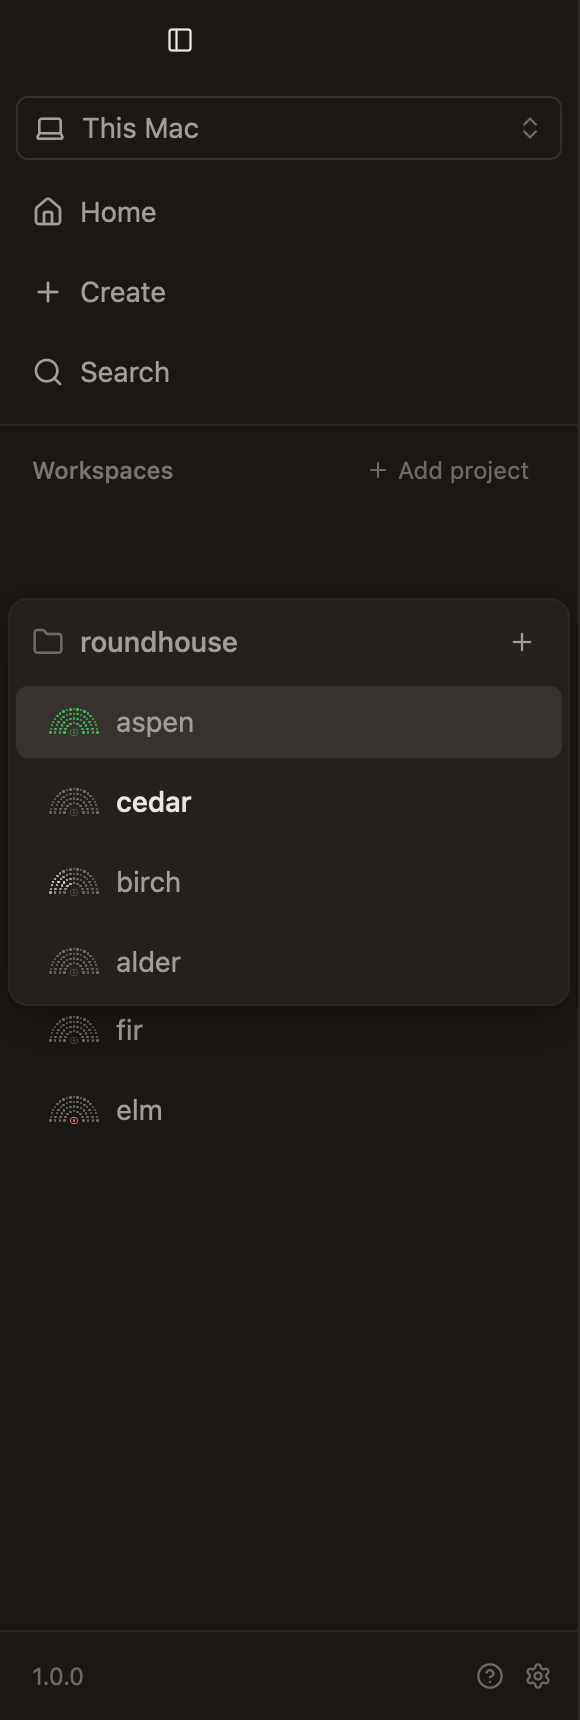 This Mac
Home
Create
Search
Workspaces + Add project
roundhouse
aspen
cedar
birch
alder
fir
elm
1.0.0